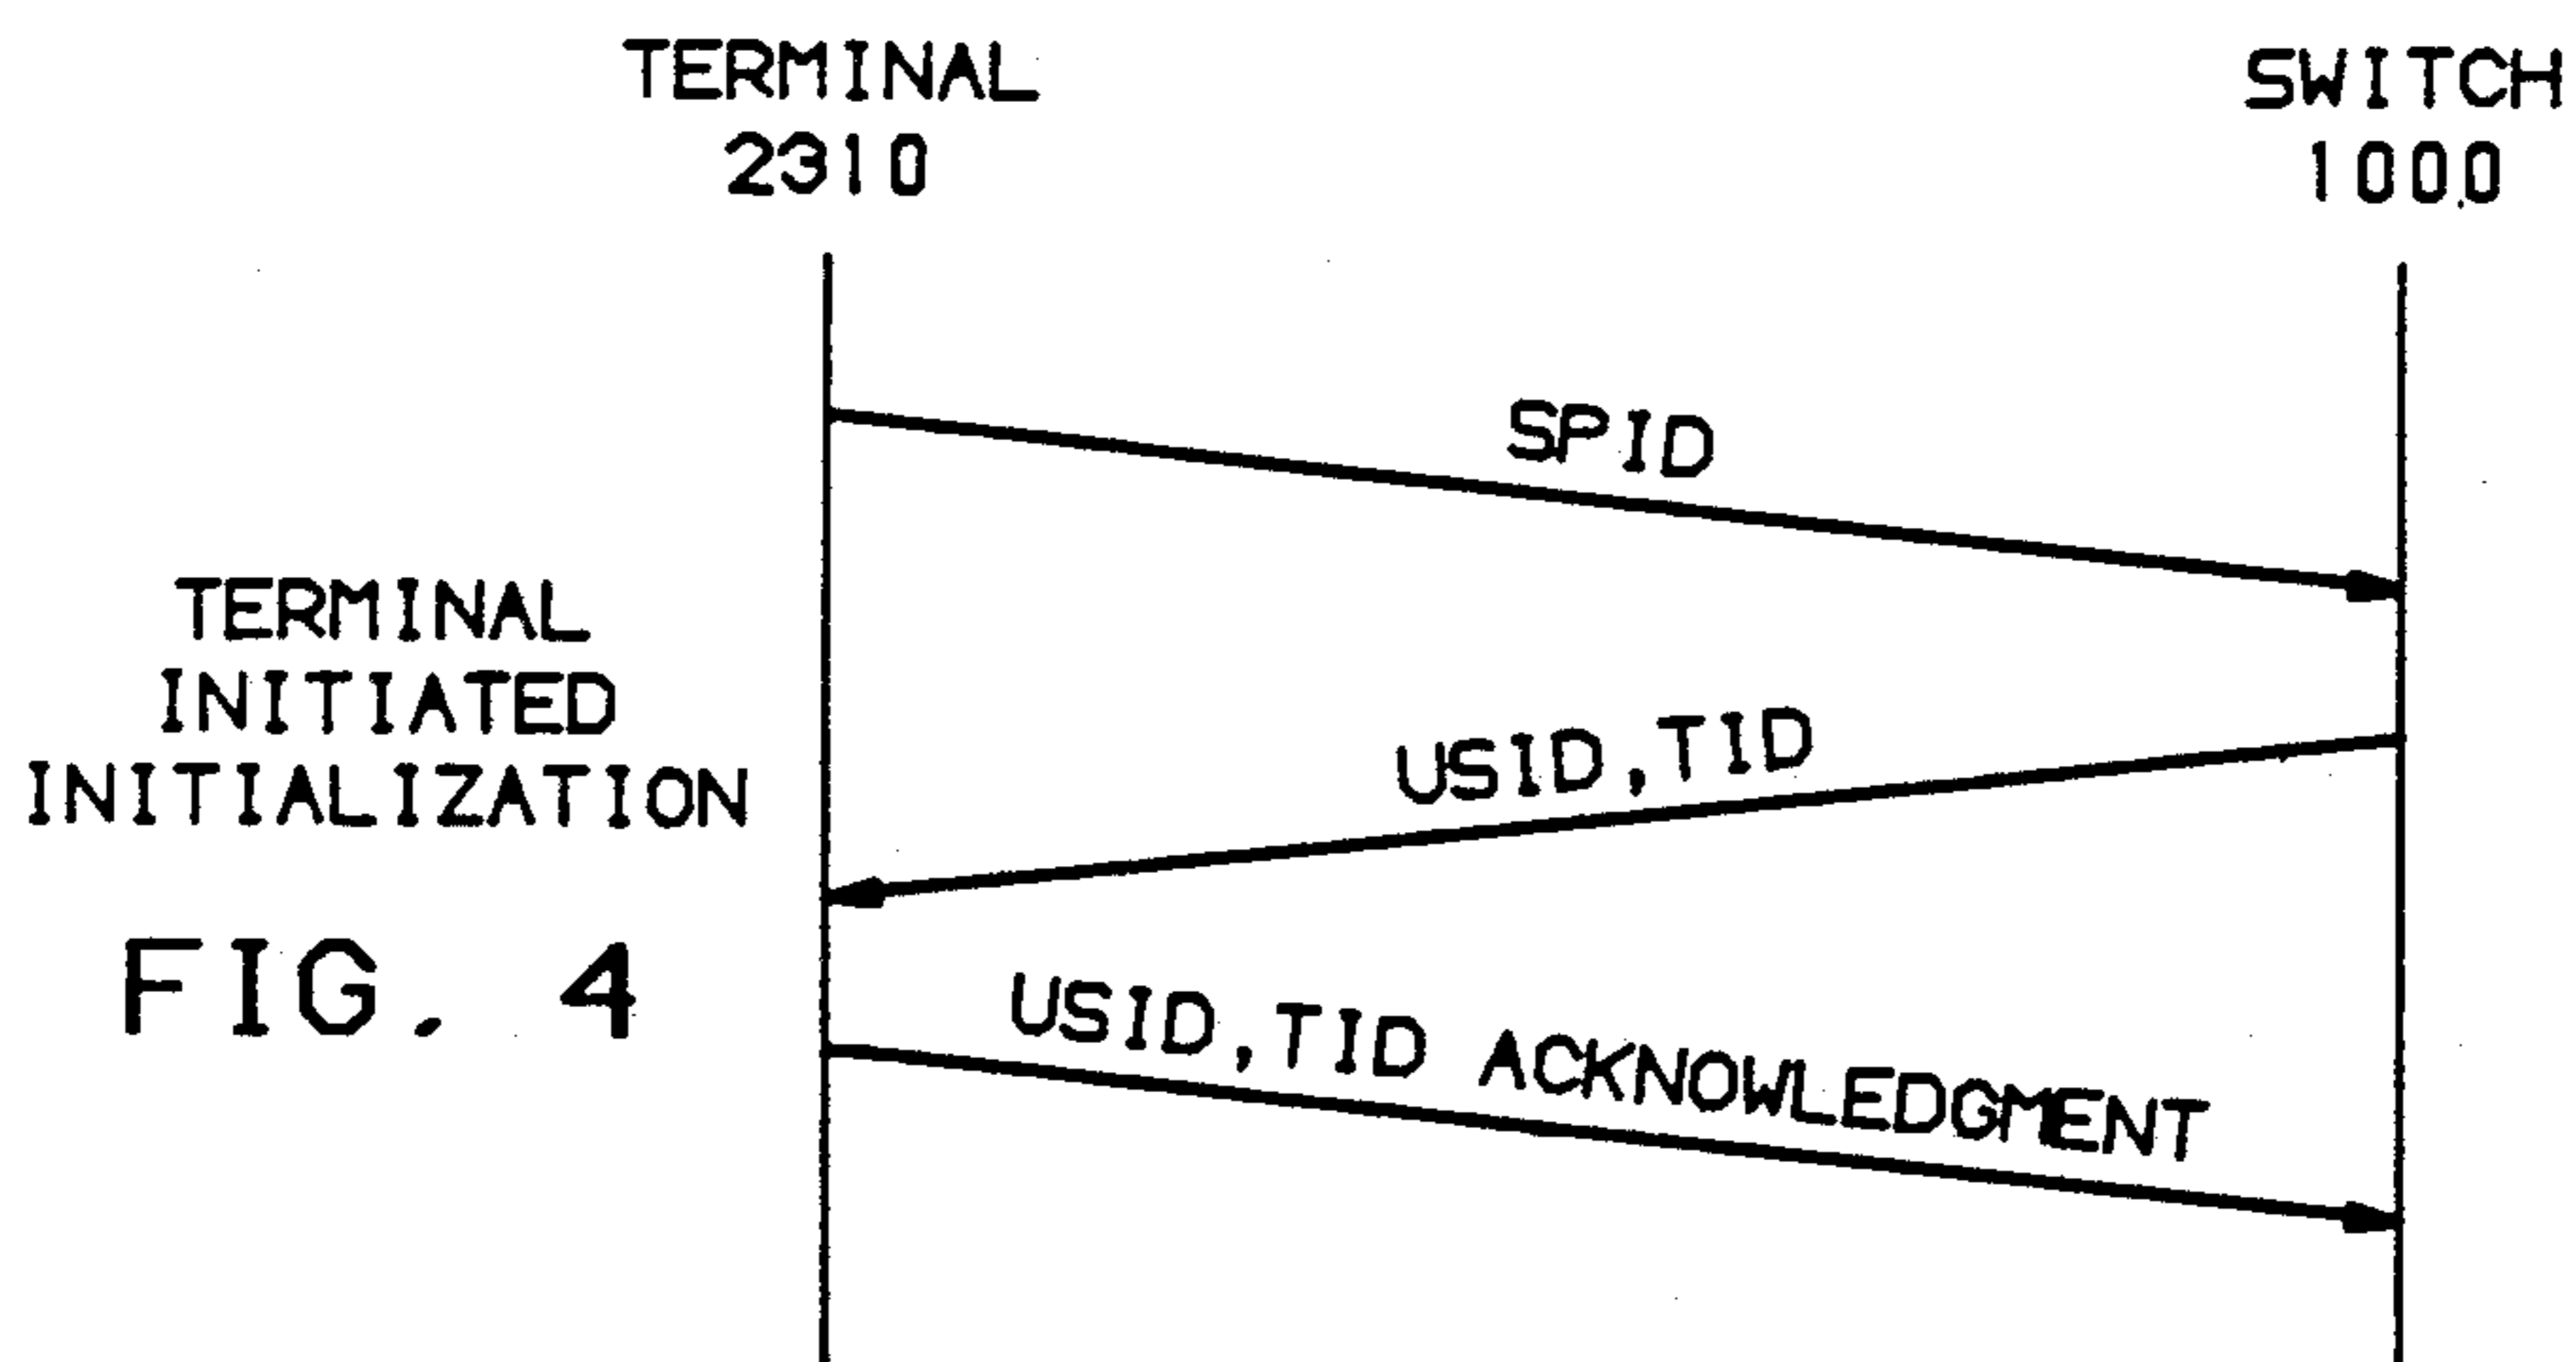 TERMINAL
2310
SWITCH
1000
SPID
TERMINAL
INITIATED
INITIALIZATION
USID,TID
FIG. 4
USID,TID ACKNOWLEDGMENT